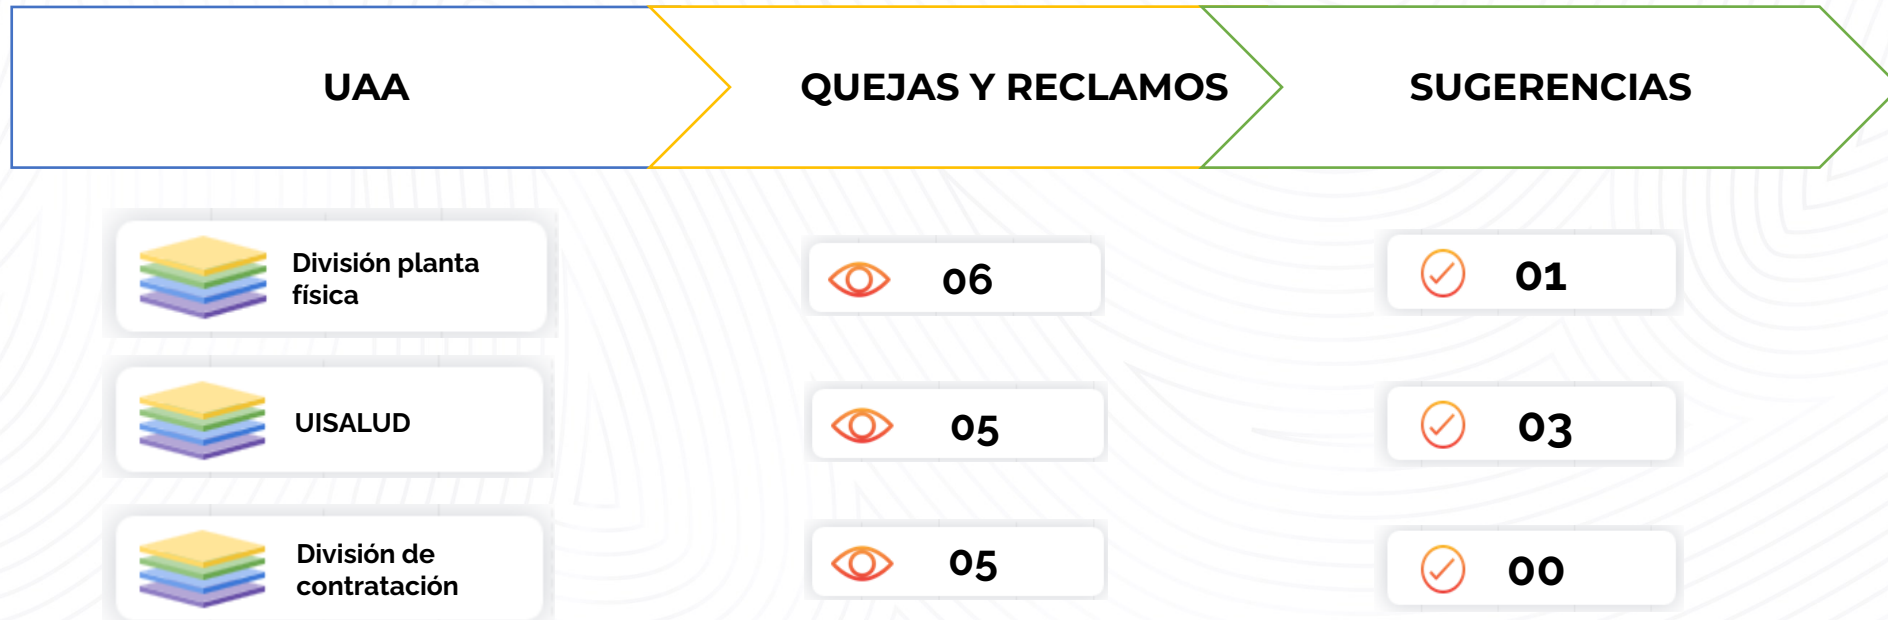 UAA
QUEJAS Y RECLAMOS
SUGERENCIAS
División planta
física
06
01
UISALUD
05
03
División de
contratación
05
00